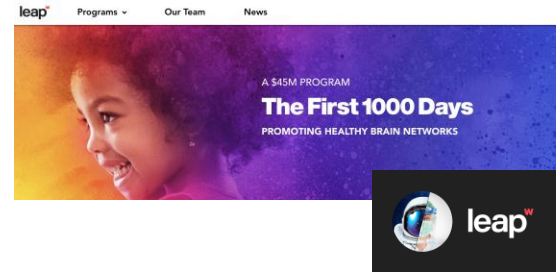 leap w Programs Our Team News
A $45M PROGRAM
The First 1000 Days
PROMOTING HEALTHY BRAIN NETWORKS
leap w